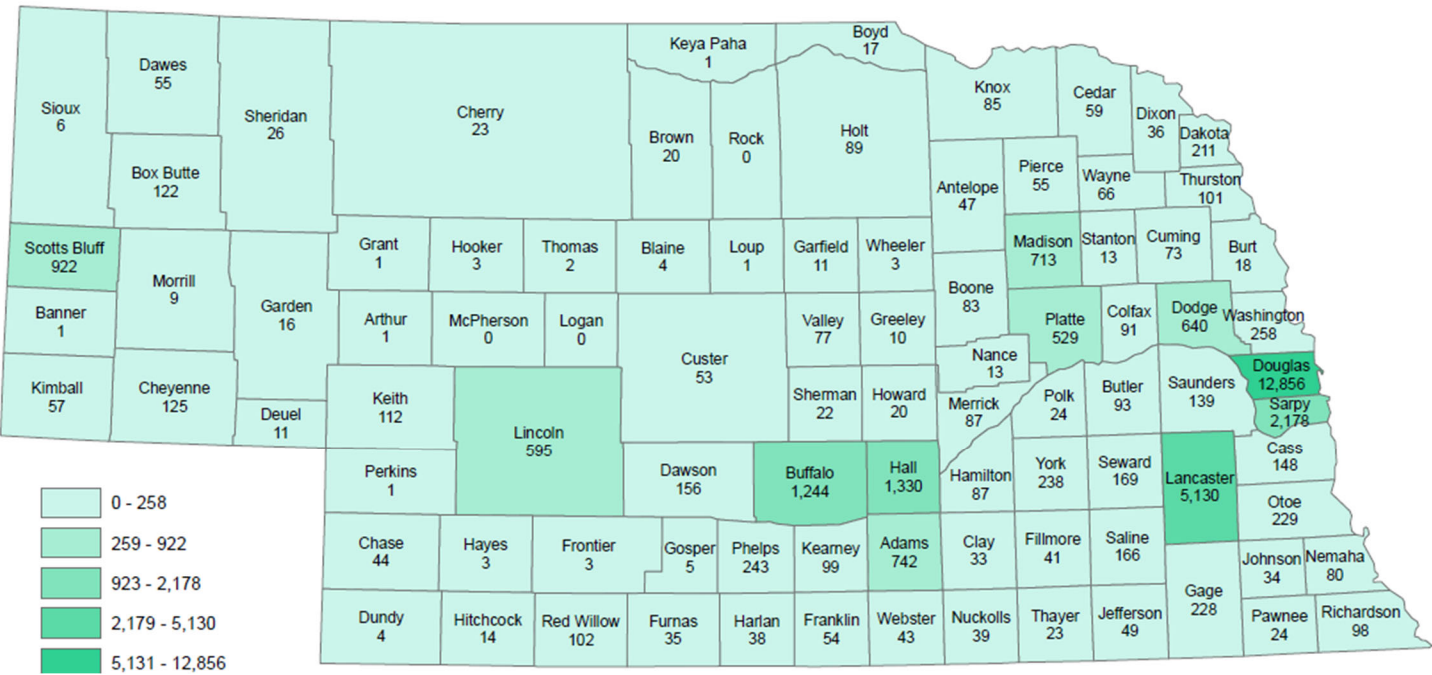 Keya Paha
1
Boyd
17
Dawes
55
Sioux
6
Sheridan
26
Cherry
23
Brown
20
Rock
0
Holt
89
Knox
85
Cedar
59
Dixon
36
Dakota
211
Box Butte
122
Antelope
47
Pierce
55
Wayne
66
Thurston
101
Scotts Bluff
922
Morrill
9
Garden
16
Grant
1
Hooker
3
Thomas
2
Blaine
4
Loup
1
Garfield
11
Wheeler
3
Madison
713
Stanton
13
Cuming
73
Burt
18
Banner
1
Arthur
1
McPherson
0
Logan
0
Custer
53
Valley
77
Greeley
10
Boone
83
Platte
529
Colfax
91
Dodge
640
Washington
258
Nance
13
Kimball
57
Cheyenne
125
Deuel
11
Keith
112
Lincoln
595
Sherman
22
Howard
20
Merrick
87
Polk
24
Butler
93
Saunders
139
Douglas
12,856
Sarpy
2,178
Perkins
1
Dawson
156
Buffalo
1,244
Hall
1,330
Hamilton
87
York
238
Seward
169
Lancaster
5,130
Cass
148
Otoe
229
Chase
44
Hayes
3
Frontier
3
Gosper
5
Phelps
243
Kearney
99
Adams
742
Clay
33
Fillmore
41
Saline
166
Gage
228
Johnson
34
Nemaha
80
Dundy
4
Hitchcock
14
Red Willow
102
Furnas
35
Harlan
38
Franklin
54
Webster
43
Nuckolls
39
Thayer
23
Jefferson
49
Pawnee
24
Richardson
98
0 - 258
259 - 922
923 - 2,178
2,179 - 5,130
5,131 - 12,856